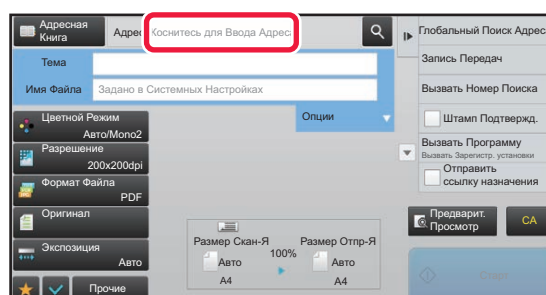 Адресная
Книга
Адрес
Коснитесь для Ввода Адреса
Глобальный Поиск Адреса
Тема
Запись Передач
Имя Файла
Задано в Системных Настройках
Вызвать Номер Поиска
Цветной Режим
Авто/Mono2
Опции
Штамп Подтвержд.
Разрешение
200x200dpi
Вызвать Программу
Вызвать Зарегистр. установки
Формат Файла
PDF
Отправить
ссылку назначения
Оригинал
Предварит.
Просмотр
CA
Экспозиция
Авто
Размер Скан-Я
100%
Размер Отпр-Я
Авто
A4
Авто
A4
Прочие
Старт